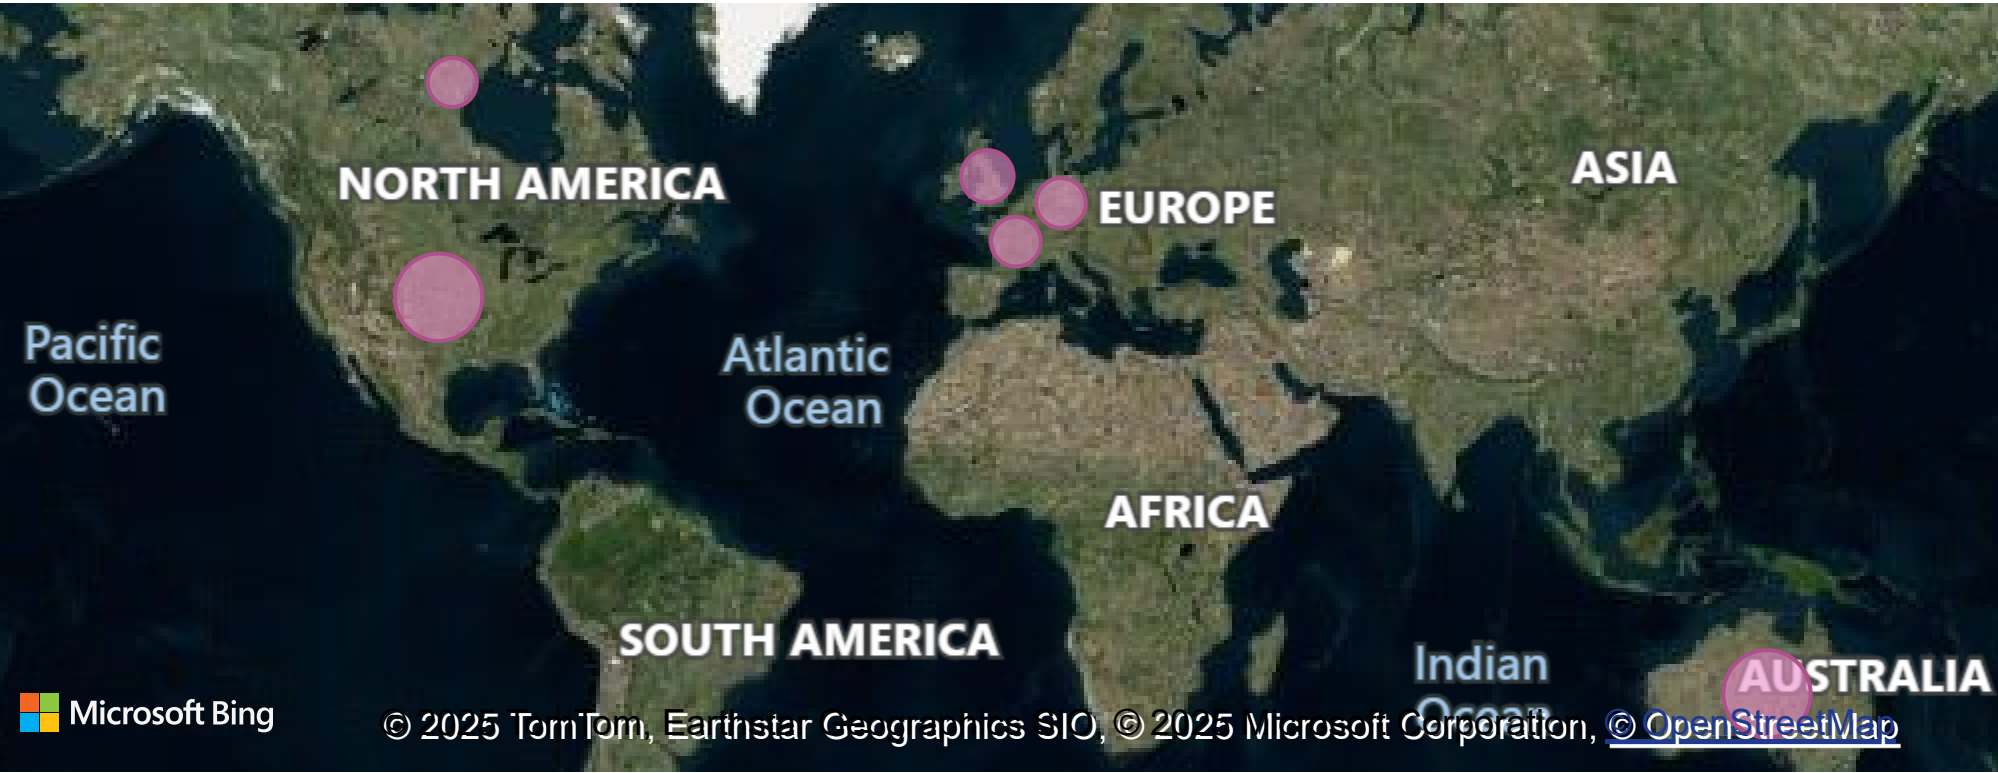 NORTH AMERICA
ASIA
EUROPE
Pacific
Ocean
Atlantic
Ocean
AFRICA
SOUTH AMERICA
Indian
Ocean
AUSTRALIA
Microsoft Bing
© 2025 TomTom, Earthstar Geographics SIO, © 2025 Microsoft Corporation, © OpenStreetMap